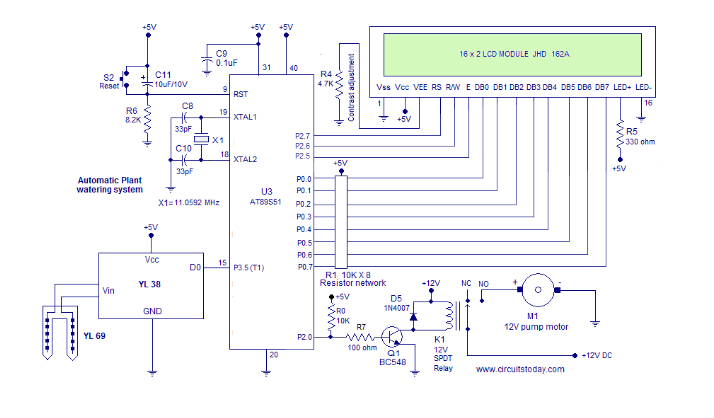 +5V
+5V
+5V
C9
0.1uF
S2
Reset
C11
10uF/10V
R6
8.2K
C8
33pF
X1
C10
33pF
Automatic Plant
watering system
X1= 11.0592 MHz
31
40
9
RST
19
XTAL1
18
XTAL2
U3
AT89S51
P2.7
P2.6
P2.5
P0.0
P0.1
P0.2
P0.3
P0.4
P0.5
P0.6
P0.7
15
P3.5 (T1)
P2.0
20
16 x 2 LCD MODULE JHD 162A
Vss Vcc VEE RS R/W E DB0 DB1 DB2 DB3 DB4 DB5 DB6 DB7 LED+ LED-
1
16
+5V
R4
4.7K
Contrast adjustment
R5
330 ohm
+5V
+5V
R1 10K X 8
Resistor network
+5V
Vcc
YL 38
D0
Vin
GND
YL 69
+5V
R0
10K
R7
100 ohm
Q1
BC548
D5
1N4007
+12V
NC
NO
K1
12V
SPDT
Relay
+
-
M1
12V pump motor
+12V DC
www.circuitstoday.com